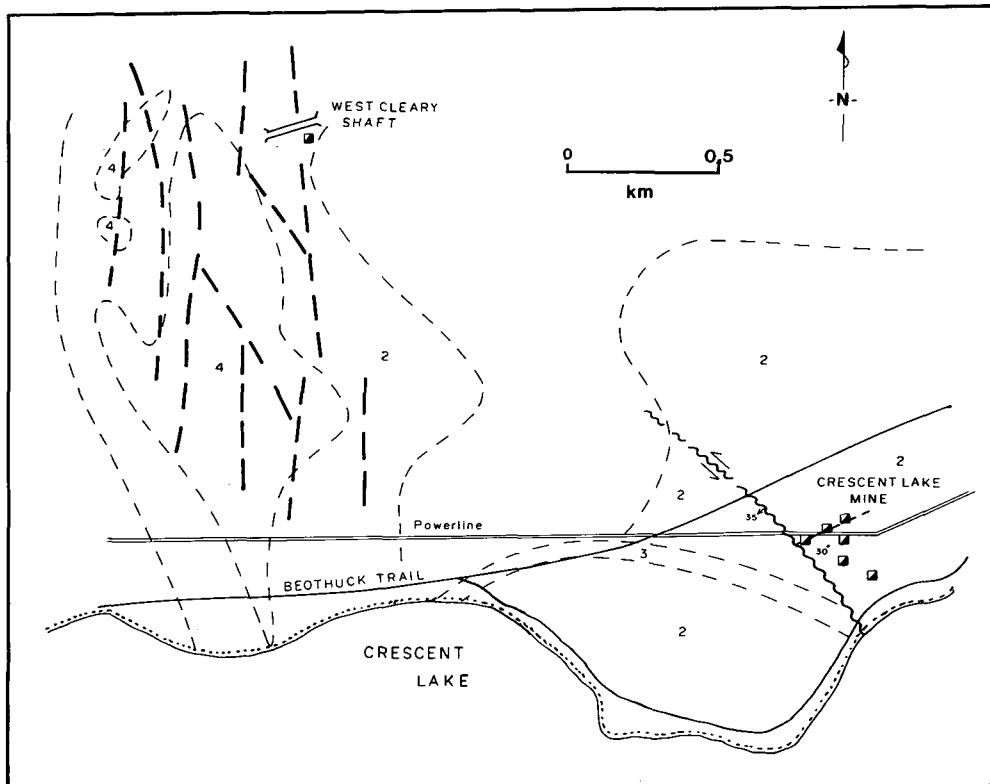 WEST CLEARY
SHAFT
-N-
0 0.5
km
4
4
4
2
2
2
2
CRESCENT LAKE
MINE
35°
30°
Powerline
3
BEOTHUCK TRAIL
2
CRESCENT
LAKE